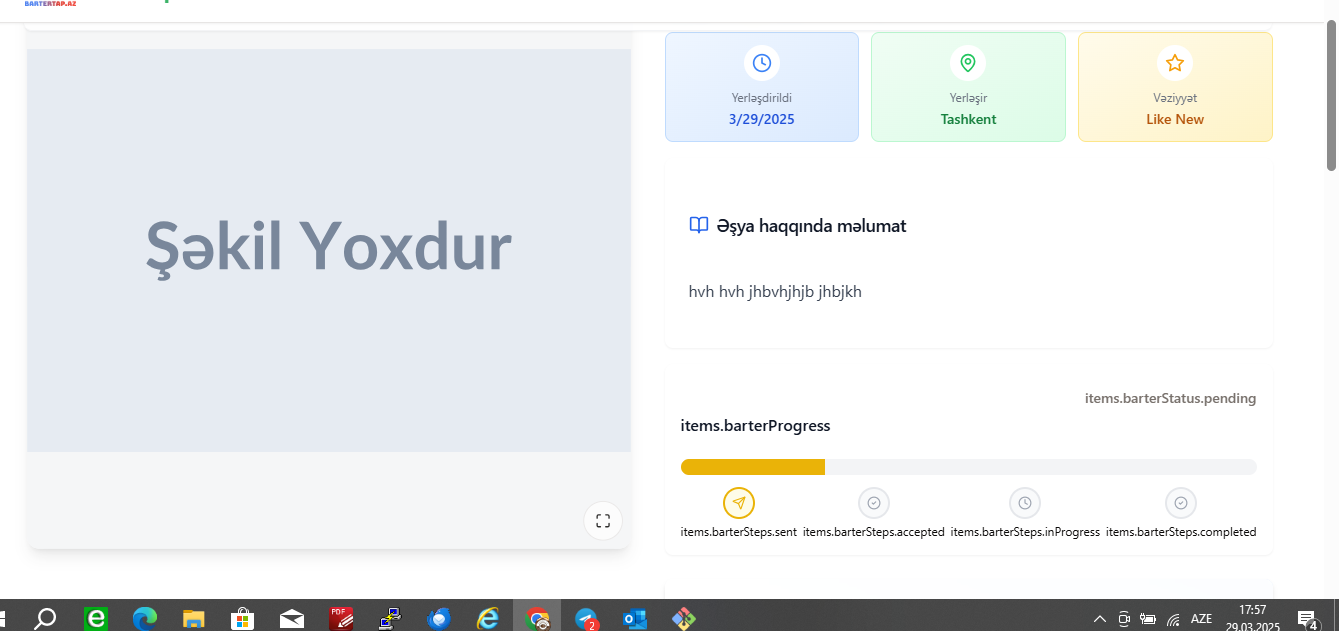 BARTERTAP.AZ
Yerləşdirildi
3/29/2025
Yerləşir
Tashkent
Vəziyyət
Like New
Şəkil Yoxdur
Əşya haqqında məlumat
hvh hvh jhbvhjhjb jhbjkh
items.barterStatus.pending
items.barterProgress
items.barterSteps.sent
items.barterSteps.accepted
items.barterSteps.inProgress
items.barterSteps.completed
e
PDF
2
AZE
17:57
29.03.2025
4